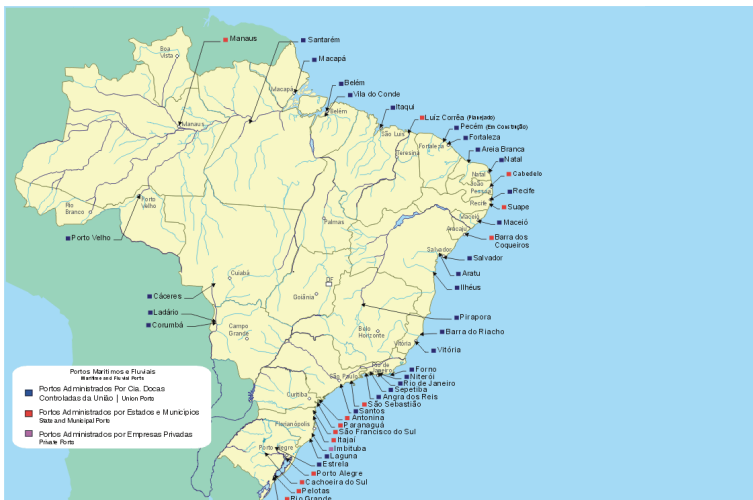 Manaus
Santarém
Macapá
Boa
vista
Macapá
Belém
Vila do Conde
Belém
Itaqui
Luíz Corrêa (Planejado)
Pecém (Em Construção)
Fortaleza
Manaus
São Luis
Teresina
Fortaleza
Areia Branca
Natal
Natal
Cabedelo
João
Pessoa
Recife
Recife
Suape
Rio
Branco
Porto
Velho
Palmas
Maceió
Maceió
Aracaju
Barra dos
Coqueiros
Porto Velho
Salvador
Salvador
Aratu
Ilhéus
Cuiabá
DF
Goiânia
Cáceres
Ladário
Corumbá
Pirapora
Campo
Grande
Belo
Horizonte
Vitória
Barra do Riacho
Vitória
Rio de
Janeiro
São Paulo
Forno
Niterói
Rio de Janeiro
Sepetiba
Angra dos Reis
São Sebastião
Santos
Curitiba
Antonina
Paranaguá
São Francisco do Sul
Florianópolis
Itajaí
Imbituba
Laguna
Porto Alegre
Estrela
Porto Alegre
Cachoeira do Sul
Pelotas
Rio Grande
Portos Marítimos e Fluviais
Maritime and Fluvial Ports
Portos Administrados Por Cia. Docas
Controladas da União | Union Ports
Portos Administrados por Estados e Municípios
State and Municipal Ports
Portos Administrados por Empresas Privadas
Private Ports